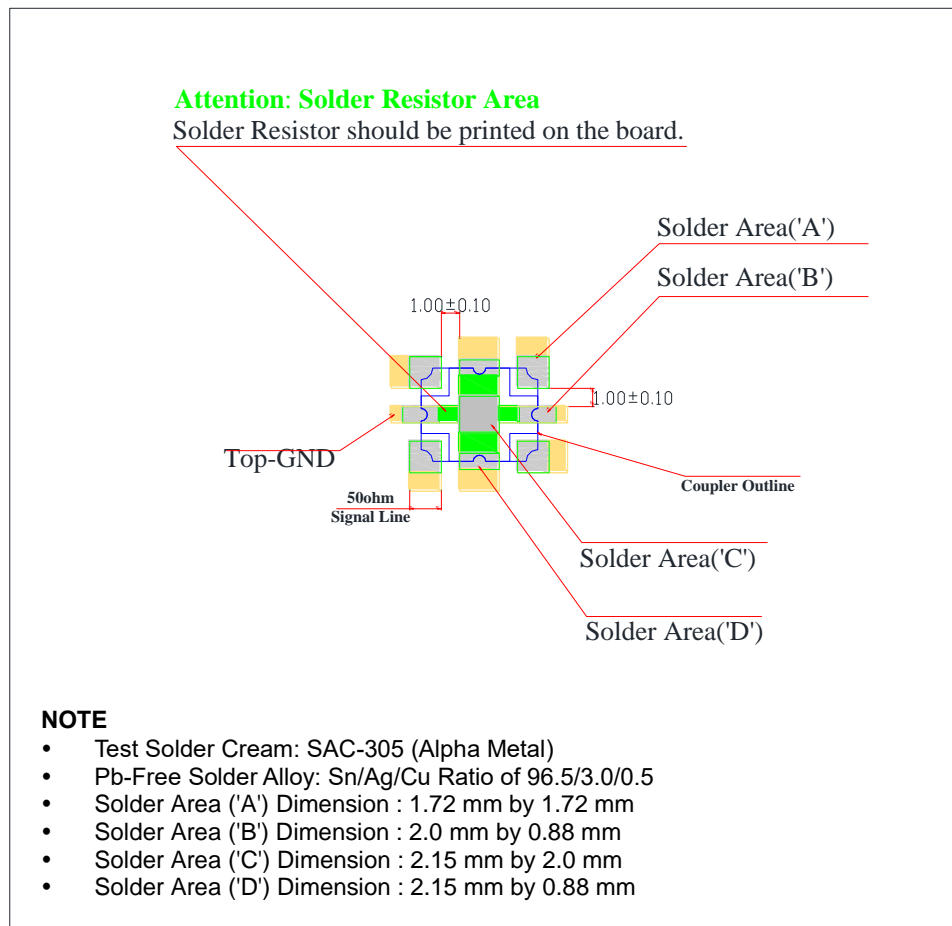 Attention: Solder Resistor Area
Solder Resistor should be printed on the board.
Solder Area('A')
Solder Area('B')
1.00±0.10
1.00±0.10
Top-GND
Coupler Outline
50ohm
Signal Line
Solder Area('C')
Solder Area('D')
NOTE
• Test Solder Cream: SAC-305 (Alpha Metal)
• Pb-Free Solder Alloy: Sn/Ag/Cu Ratio of 96.5/3.0/0.5
• Solder Area ('A') Dimension : 1.72 mm by 1.72 mm
• Solder Area ('B') Dimension : 2.0 mm by 0.88 mm
• Solder Area ('C') Dimension : 2.15 mm by 2.0 mm
• Solder Area ('D') Dimension : 2.15 mm by 0.88 mm